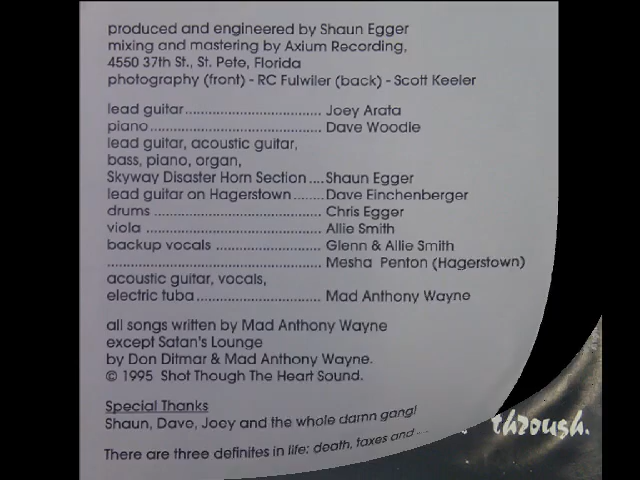 produced and engineered by Shaun Egger
mixing and mastering by Axium Recording,
4550 37th St., St. Pete, Florida
photography (front) - RC Fulwiler (back) - Scott Keeler
lead guitar.................................. Joey Arata
piano........................................... Dave Woodie
lead guitar, acoustic guitar,
bass, piano, organ,
Skyway Disaster Horn Section .... Shaun Egger
lead guitar on Hagerstown........ Dave Einchenberger
drums .......................................... Chris Egger
viola ............................................. Allie Smith
backup vocals .......................... Glenn & Allie Smith
...................................................... Mesha Penton (Hagerstown)
acoustic guitar, vocals,
electric tuba............................... Mad Anthony Wayne
all songs written by Mad Anthony Wayne
except Satan's Lounge
by Don Ditmar & Mad Anthony Wayne.
© 1995 Shot Though The Heart Sound.
Special Thanks
Shaun, Dave, Joey and the whole damn gang!
There are three definites in life: death, taxes and ....
through.